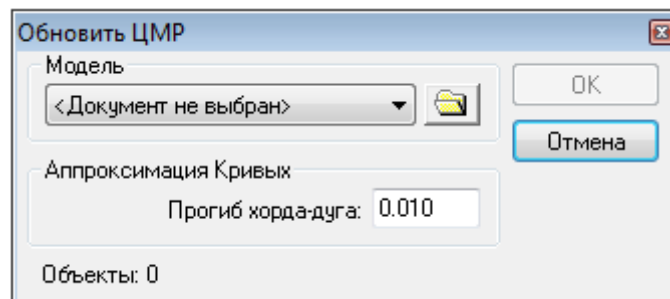 Обновить ЦМР
Модель
<Документ не выбран>
OK
Отмена
Аппроксимация Кривых
Прогиб хорда-дуга: 0.010
Объекты: 0